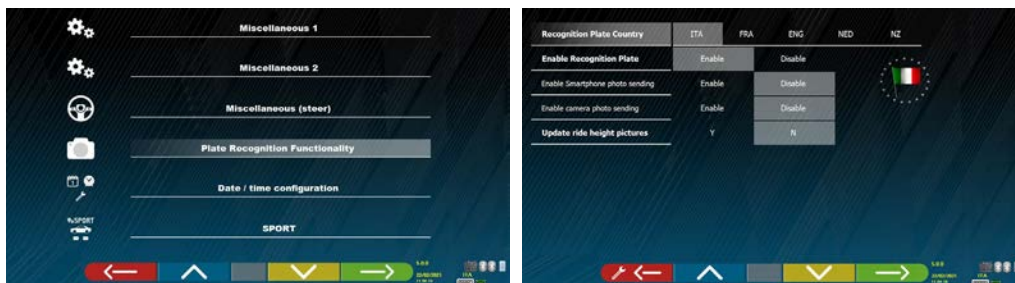 Miscellaneous 1
Miscellaneous 2
Miscellaneous (steer)
Plate Recognition Functionality
Date / time configuration
SPORT
Recognition Plate Country ITA FRA ENG NED NZ
Enable Recognition Plate Enable Disable
Enable Smartphone photo sending Enable Disable
Enable camera photo sending Enable Disable
Update ride height pictures Y N